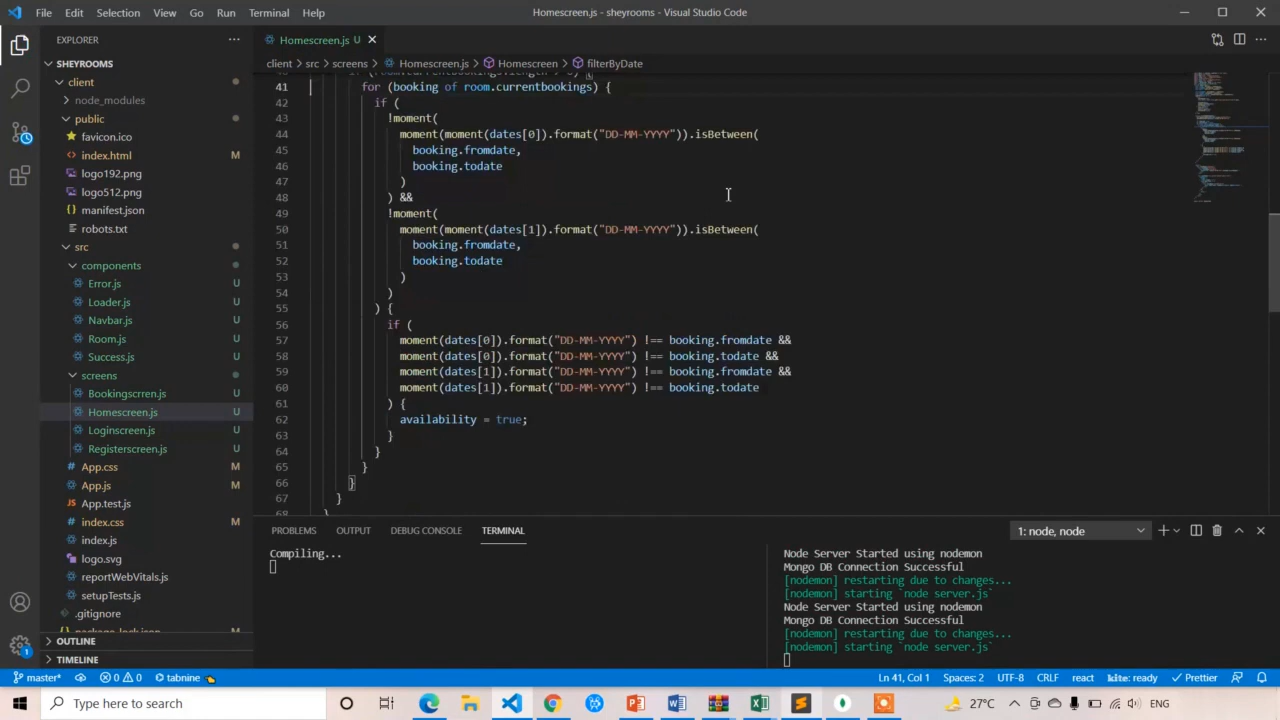 File Edit Selection View Go Run Terminal Help Homescreen.js - sheyrooms - Visual Studio Code
EXPLORER
Homescreen.js U
SHEYROOMS
client > src > screens > Homescreen.js > Homescreen > filterByDate
client
node_modules
public
favicon.ico
index.html M
logo192.png
logo512.png
manifest.json
robots.txt
src
components
Error.js U
Loader.js U
Navbar.js U
Room.js U
Success.js U
screens
Bookingscrren.js U
Homescreen.js U
Loginscreen.js U
Registerscreen.js U
App.css M
App.js M
App.test.js
index.css M
index.js
logo.svg
reportWebVitals.js
setupTests.js
.gitignore
package-lock.json
OUTLINE
TIMELINE
41 for (booking of room.currentbookings) {
42 if (
43 !moment(
44 moment(moment(dates[0]).format("DD-MM-YYYY")).isBetween(
45 booking.fromdate,
46 booking.todate
47 )
48 ) &&
49 !moment(
50 moment(moment(dates[1]).format("DD-MM-YYYY")).isBetween(
51 booking.fromdate,
52 booking.todate
53 )
54 )
55 ) {
56 if (
57 moment(dates[0]).format("DD-MM-YYYY") !== booking.fromdate &&
58 moment(dates[0]).format("DD-MM-YYYY") !== booking.todate &&
59 moment(dates[1]).format("DD-MM-YYYY") !== booking.fromdate &&
60 moment(dates[1]).format("DD-MM-YYYY") !== booking.todate
61 ) {
62 availability = true;
63 }
64 }
65 }
66 }
67 }
68 }
PROBLEMS OUTPUT DEBUG CONSOLE TERMINAL 1: node, node
Compiling...
Node Server Started using nodemon
Mongo DB Connection Successful
[nodemon] restarting due to changes...
[nodemon] starting `node server.js`
Node Server Started using nodemon
Mongo DB Connection Successful
[nodemon] restarting due to changes...
[nodemon] starting `node server.js`
master* 0 0 tabnine Ln 41, Col 1 Spaces: 2 UTF-8 CRLF react kite: ready Prettier
Type here to search 27°C ENG